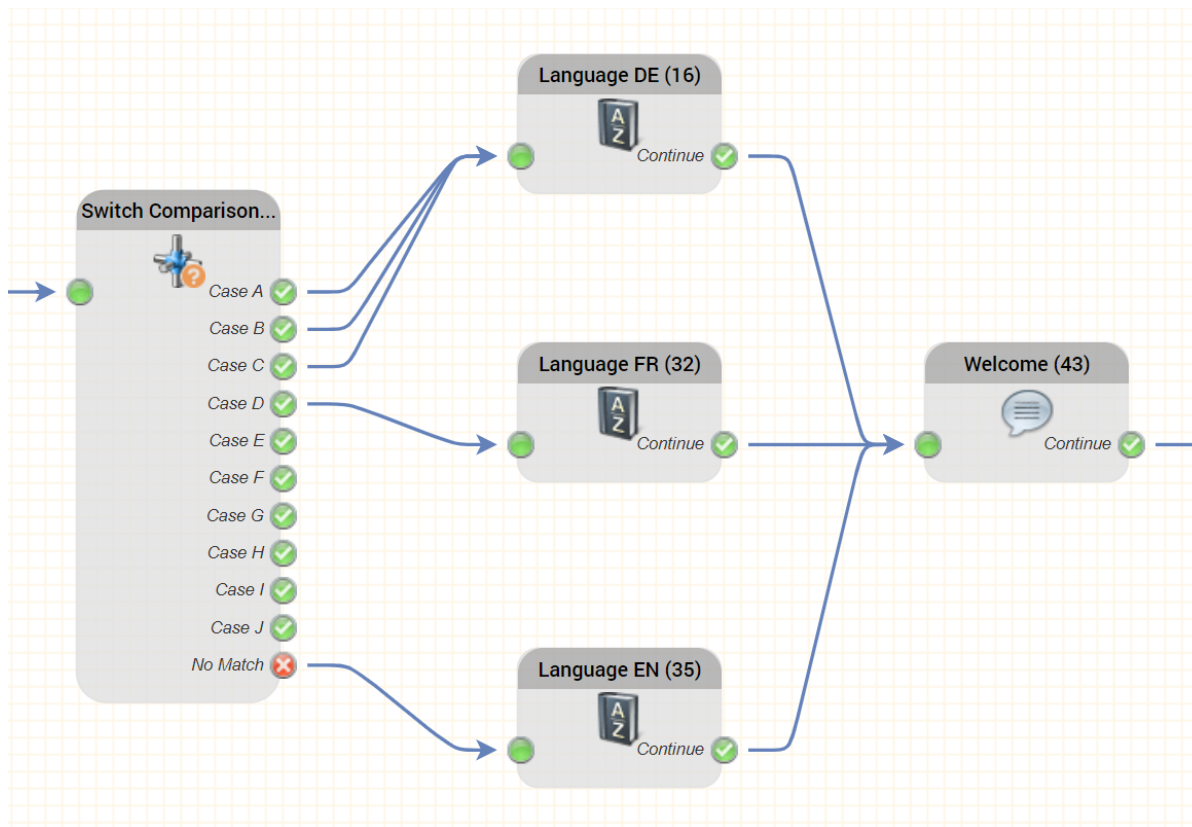 Language DE (16)
A
Z
Continue
Switch Comparison...
?
Case A
Case B
Case C
Case D
Case E
Case F
Case G
Case H
Case I
Case J
No Match
Language FR (32)
A
Z
Continue
Welcome (43)
Continue
Language EN (35)
A
Z
Continue